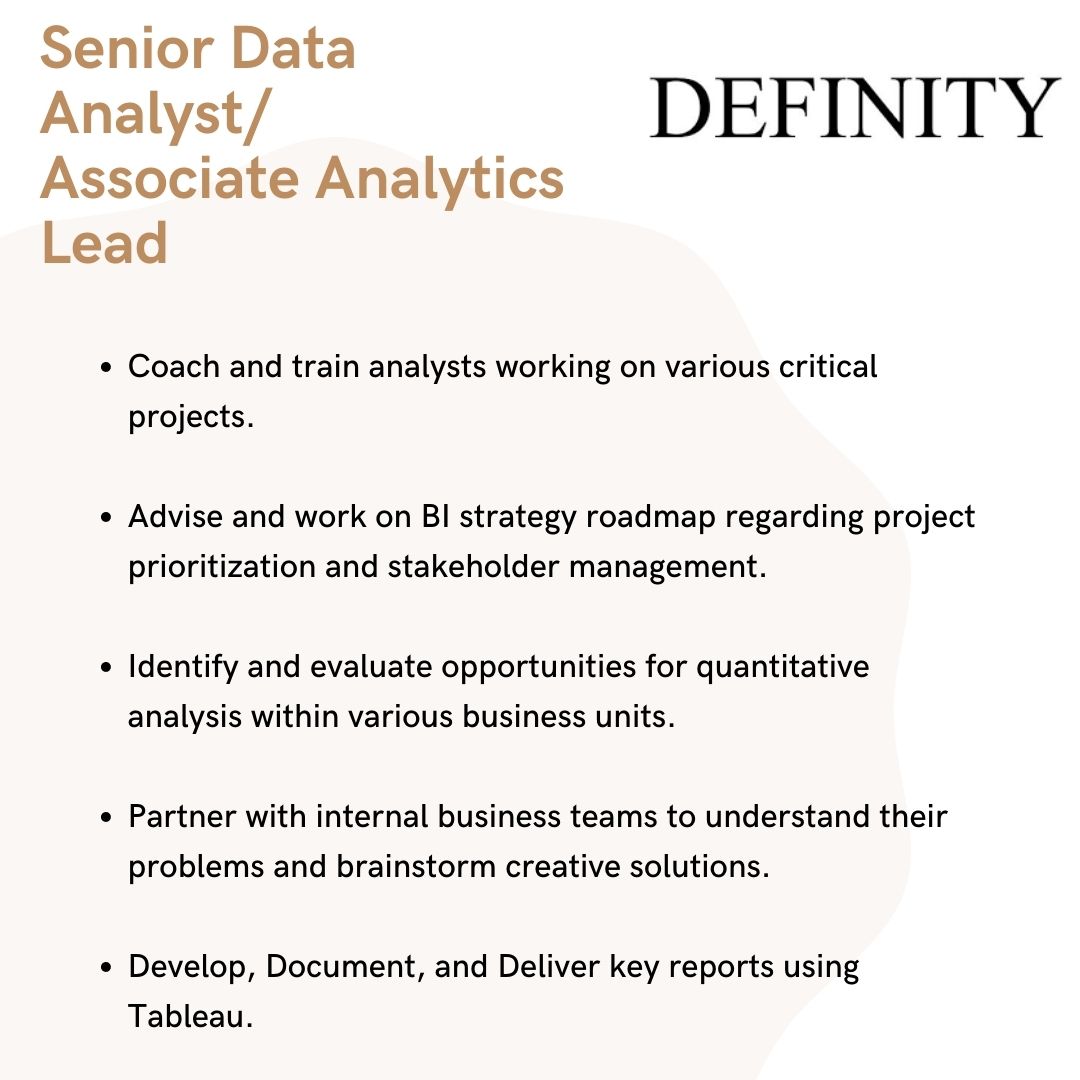 Senior Data
Analyst/
Associate Analytics
Lead
DEFINITY
• Coach and train analysts working on various critical
projects.
• Advise and work on BI strategy roadmap regarding project
prioritization and stakeholder management.
• Identify and evaluate opportunities for quantitative
analysis within various business units.
• Partner with internal business teams to understand their
problems and brainstorm creative solutions.
• Develop, Document, and Deliver key reports using
Tableau.